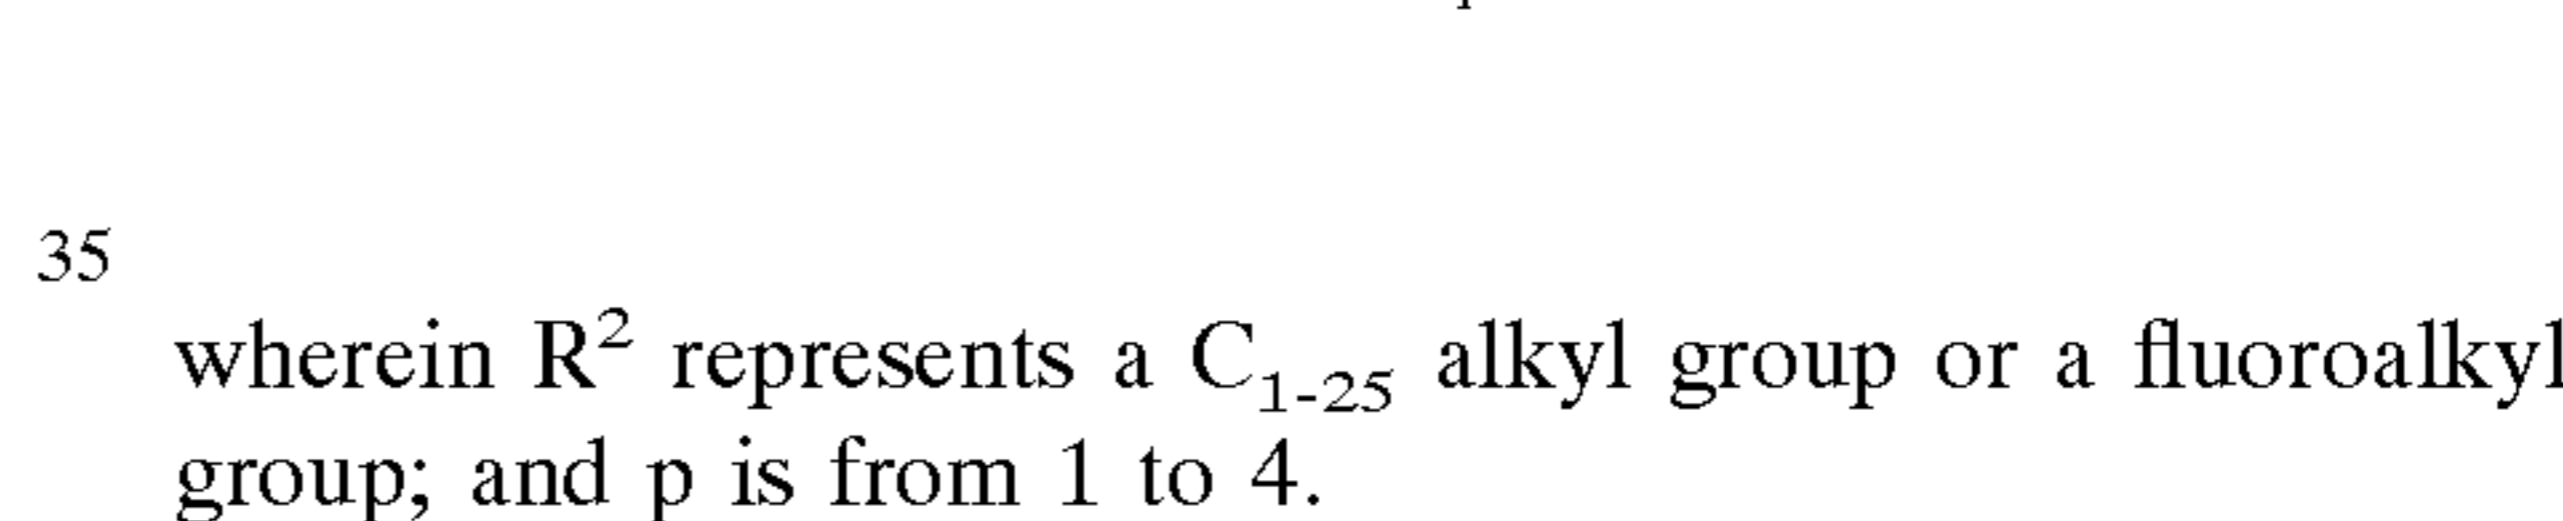 35
wherein R² represents a C₁₋₂₅ alkyl group or a fluoroalkyl
group; and p is from 1 to 4.